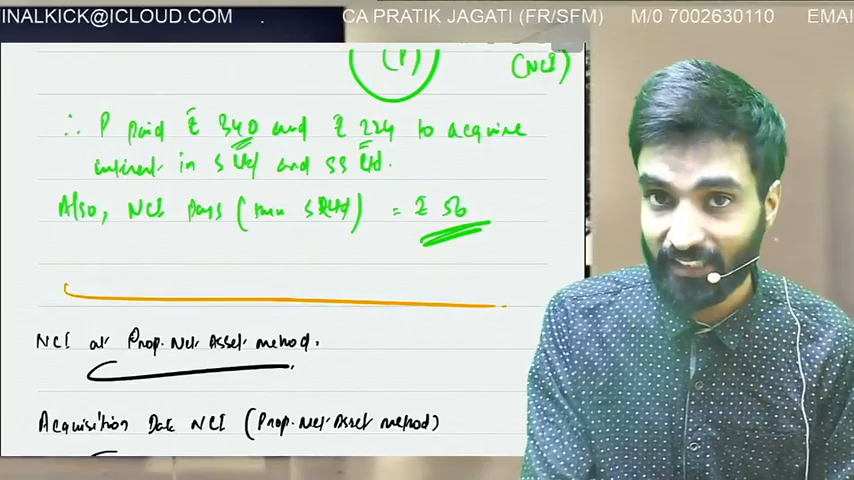 INALKICK@ICLOUD.COM . CA PRATIK JAGATI (FR/SFM) M/0 7002630110 EMAI
(P)
(NCI)
∴ P paid ₹ 340 and ₹ 224 to acquire
interest in S Ltd and SS Ltd.
Also, NCI Pays ( S Ltd) = ₹ 56
NCI at Prop. Net Asset method.
Acquisition Date NCI (Prop. Net Asset method)